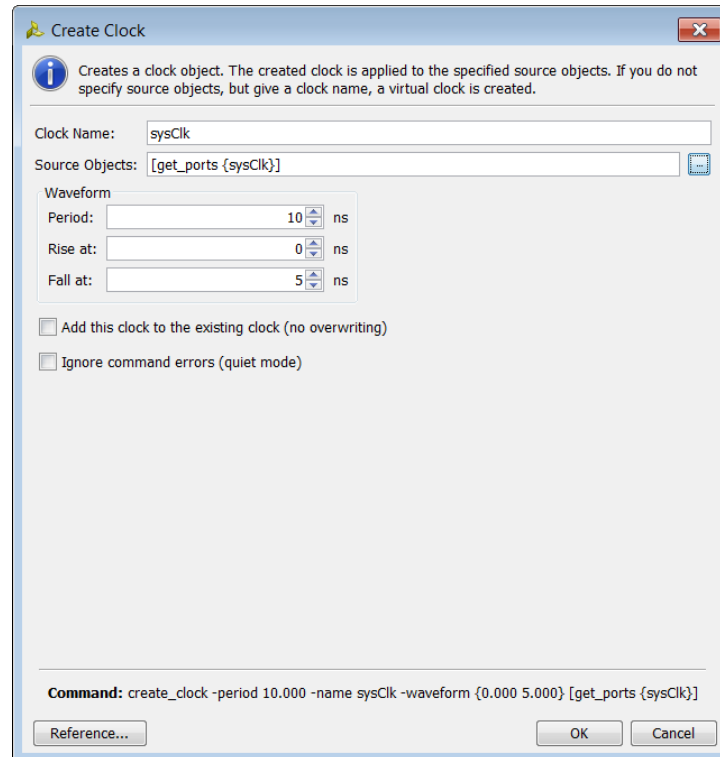 Create Clock
Creates a clock object. The created clock is applied to the specified source objects. If you do not
specify source objects, but give a clock name, a virtual clock is created.
Clock Name: sysClk
Source Objects: [get_ports {sysClk}] ...
Waveform
Period: 10 ns
Rise at: 0 ns
Fall at: 5 ns
Add this clock to the existing clock (no overwriting)
Ignore command errors (quiet mode)
Command: create_clock -period 10.000 -name sysClk -waveform {0.000 5.000} [get_ports {sysClk}]
Reference... OK Cancel